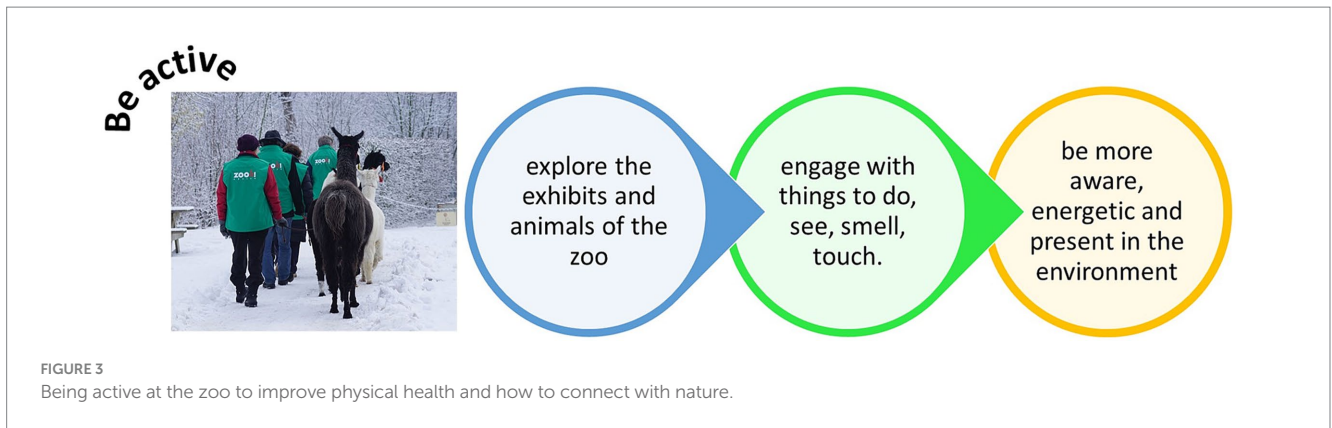 Be active
ZOO
ZOO
explore the
exhibits and
animals of the
zoo
engage with
things to do,
see, smell,
touch.
be more
aware,
energetic and
present in the
environment
FIGURE 3
Being active at the zoo to improve physical health and how to connect with nature.